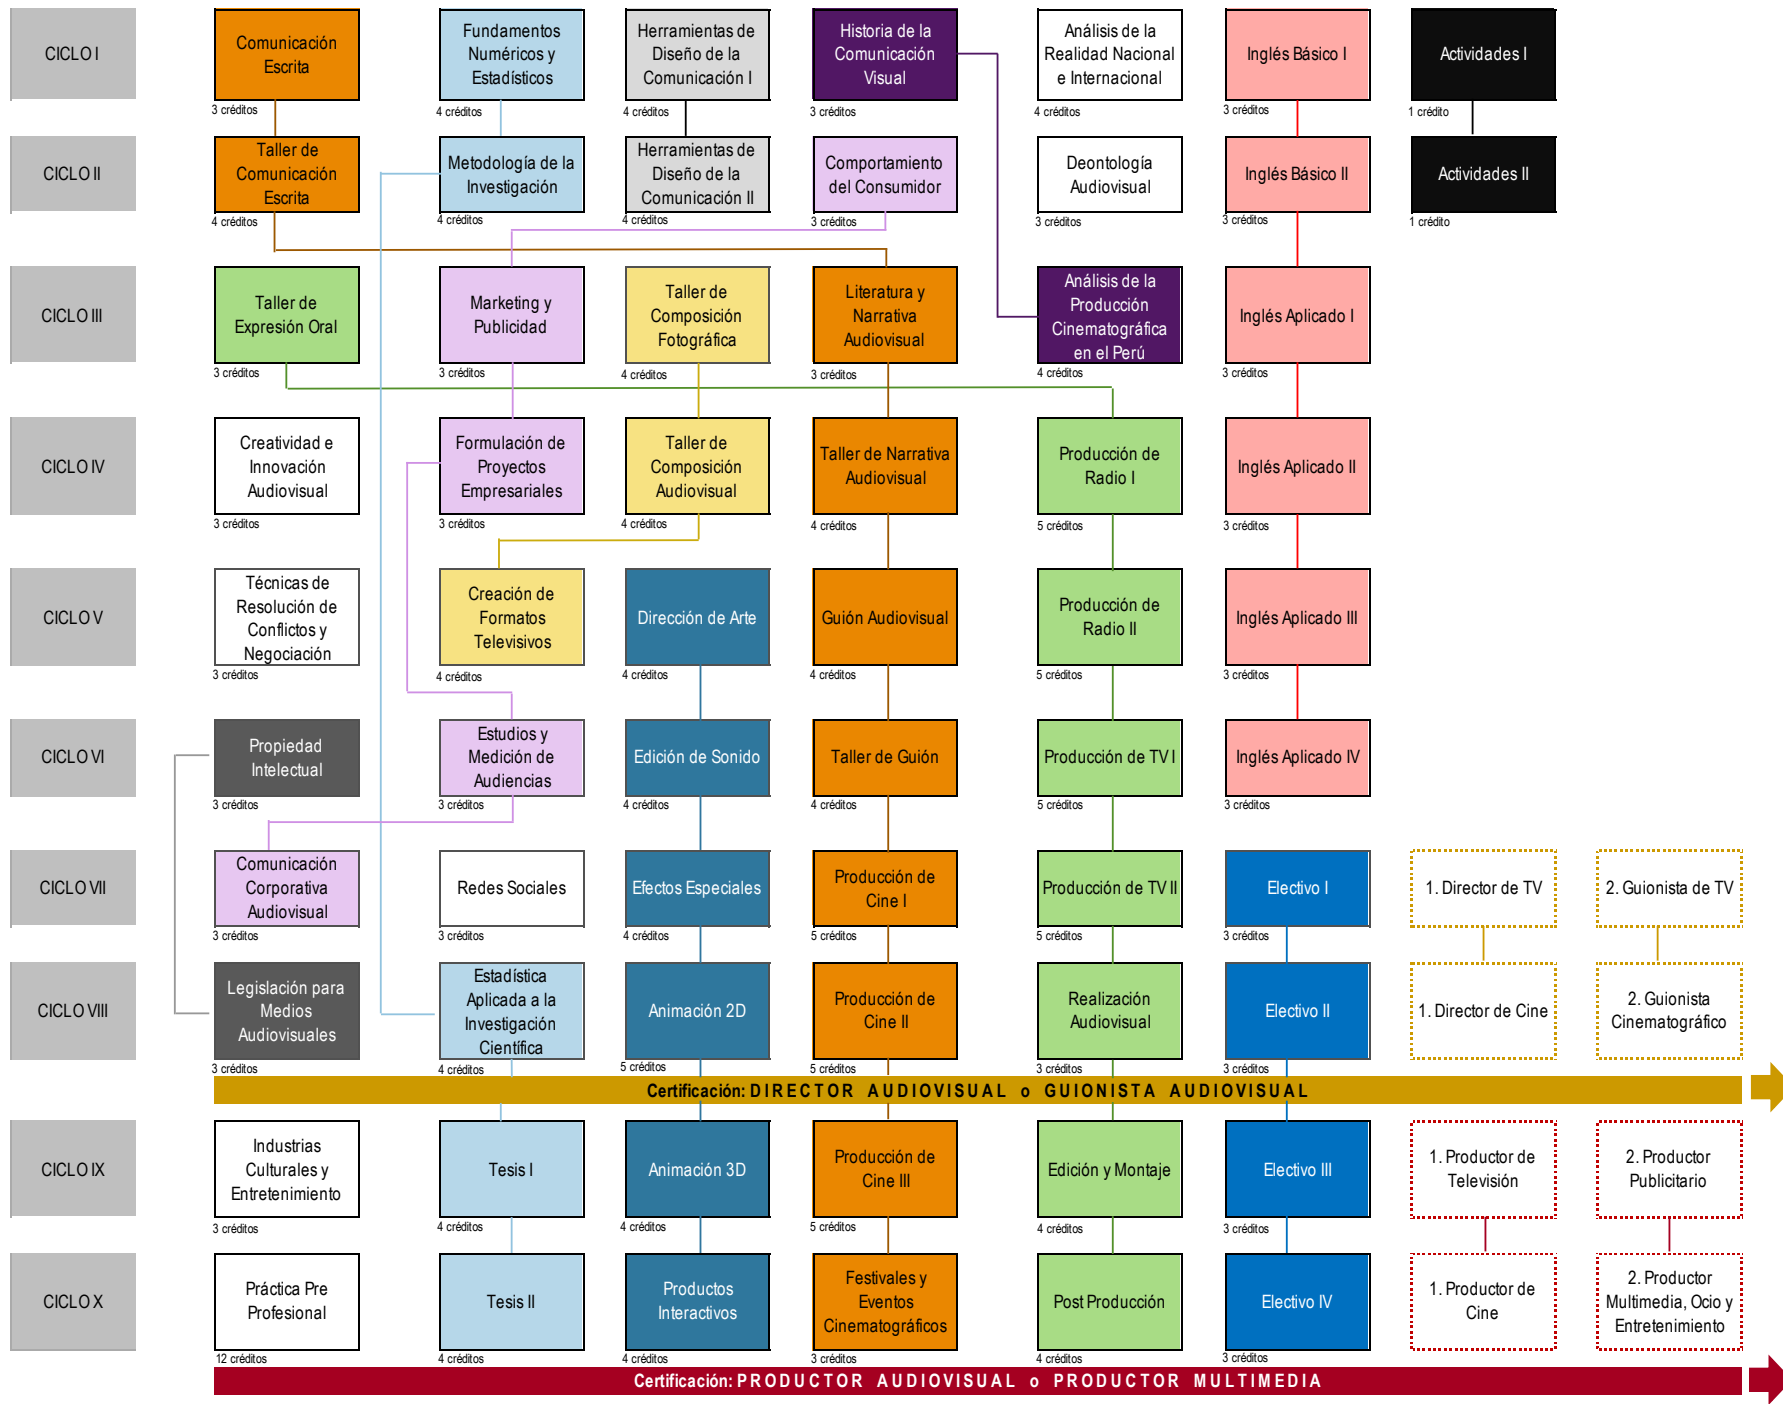 CICLO I
Comunicación
Escrita
3 créditos
Fundamentos
Numéricos y
Estadísticos
4 créditos
Herramientas de
Diseño de la
Comunicación I
4 créditos
Historia de la
Comunicación
Visual
3 créditos
Análisis de la
Realidad Nacional
e Internacional
4 créditos
Inglés Básico I
3 créditos
Actividades I
1 crédito
CICLO II
Taller de
Comunicación
Escrita
4 créditos
Metodología de la
Investigación
4 créditos
Herramientas de
Diseño de la
Comunicación II
4 créditos
Comportamiento
del Consumidor
3 créditos
Deontología
Audiovisual
3 créditos
Inglés Básico II
3 créditos
Actividades II
1 crédito
CICLO III
Taller de
Expresión Oral
3 créditos
Marketing y
Publicidad
3 créditos
Taller de
Composición
Fotográfica
4 créditos
Literatura y
Narrativa
Audiovisual
3 créditos
Análisis de la
Producción
Cinematográfica
en el Perú
4 créditos
Inglés Aplicado I
3 créditos
CICLO IV
Creatividad e
Innovación
Audiovisual
3 créditos
Formulación de
Proyectos
Empresariales
3 créditos
Taller de
Composición
Audiovisual
4 créditos
Taller de Narrativa
Audiovisual
4 créditos
Producción de
Radio I
5 créditos
Inglés Aplicado II
3 créditos
CICLO V
Técnicas de
Resolución de
Conflictos y
Negociación
3 créditos
Creación de
Formatos
Televisivos
4 créditos
Dirección de Arte
4 créditos
Guión Audiovisual
4 créditos
Producción de
Radio II
5 créditos
Inglés Aplicado III
3 créditos
CICLO VI
Propiedad
Intelectual
3 créditos
Estudios y
Medición de
Audiencias
3 créditos
Edición de Sonido
4 créditos
Taller de Guión
4 créditos
Producción de TV I
5 créditos
Inglés Aplicado IV
3 créditos
CICLO VII
Comunicación
Corporativa
Audiovisual
3 créditos
Redes Sociales
3 créditos
Efectos Especiales
4 créditos
Producción de
Cine I
5 créditos
Producción de TV II
5 créditos
Electivo I
3 créditos
1. Director de TV
2. Guionista de TV
CICLO VIII
Legislación para
Medios
Audiovisuales
3 créditos
Estadística
Aplicada a la
Investigación
Científica
4 créditos
Animación 2D
5 créditos
Producción de
Cine II
5 créditos
Realización
Audiovisual
3 créditos
Electivo II
3 créditos
1. Director de Cine
2. Guionista
Cinematográfico
Certificación: DIRECTOR AUDIOVISUAL o GUIONISTA AUDIOVISUAL
CICLO IX
Industrias
Culturales y
Entretenimiento
3 créditos
Tesis I
4 créditos
Animación 3D
4 créditos
Producción de
Cine III
5 créditos
Edición y Montaje
4 créditos
Electivo III
3 créditos
1. Productor de
Televisión
2. Productor
Publicitario
CICLO X
Práctica Pre
Profesional
12 créditos
Tesis II
4 créditos
Productos
Interactivos
4 créditos
Festivales y
Eventos
Cinematográficos
3 créditos
Post Producción
4 créditos
Electivo IV
3 créditos
1. Productor de
Cine
2. Productor
Multimedia, Ocio y
Entretenimiento
Certificación: PRODUCTOR AUDIOVISUAL o PRODUCTOR MULTIMEDIA